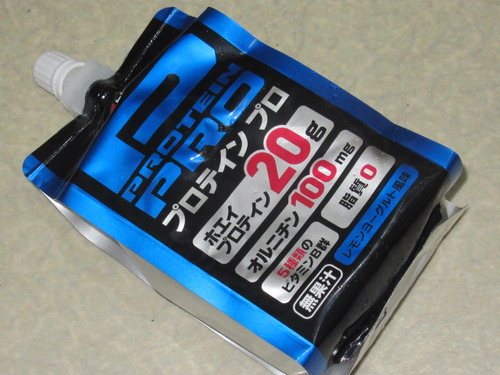 PROTEIN
PRO
プロテイン プロ
ホエイ
プロテイン 20g
オルニチン 100mg
5種類の
ビタミンB群
脂質0
無果汁
レモンヨーグルト風味